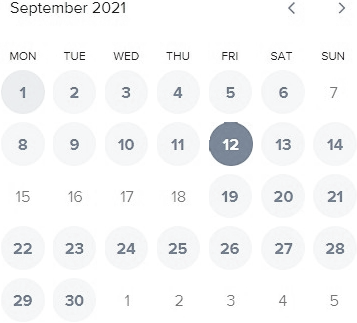 September 2021
MON TUE WED THU FRI SAT SUN
1 2 3 4 5 6 7
8 9 10 11 12 13 14
15 16 17 18 19 20 21
22 23 24 25 26 27 28
29 30 1 2 3 4 5